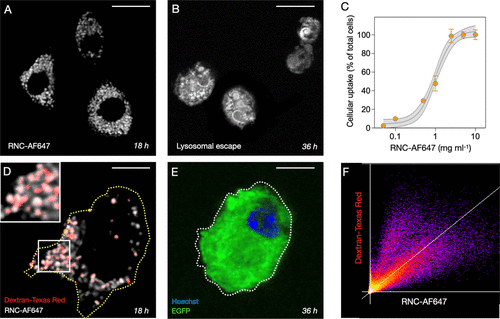 A
RNC-AF647
18 h
B
Lysosomal escape
36 h
C
Cellular uptake (% of total cells)
100
80
60
40
20
0
0.1
1
10
RNC-AF647 (mg ml-1)
D
Dextran-Texas Red
RNC-AF647
18 h
E
Hoechst
EGFP
36 h
F
Dextran-Texas Red
RNC-AF647